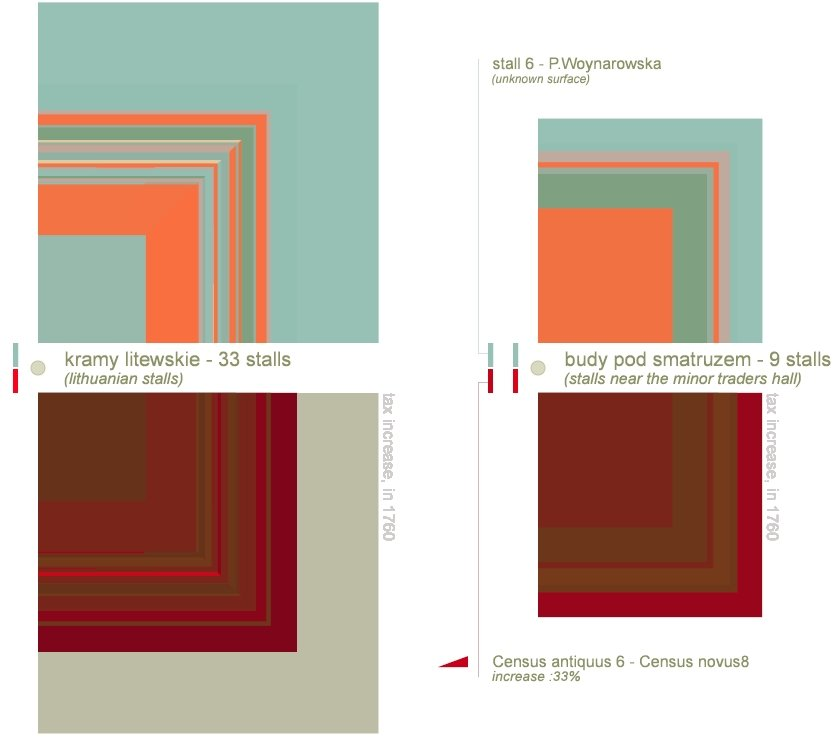 stall 6 - P.Woynarowska
(unknown surface)
kramy litewskie - 33 stalls
(lithuanian stalls)
budy pod smatruzem - 9 stalls
(stalls near the minor traders hall)
tax increase, in 1760
tax increase, in 1760
Census antiquus 6 - Census novus8
increase :33%